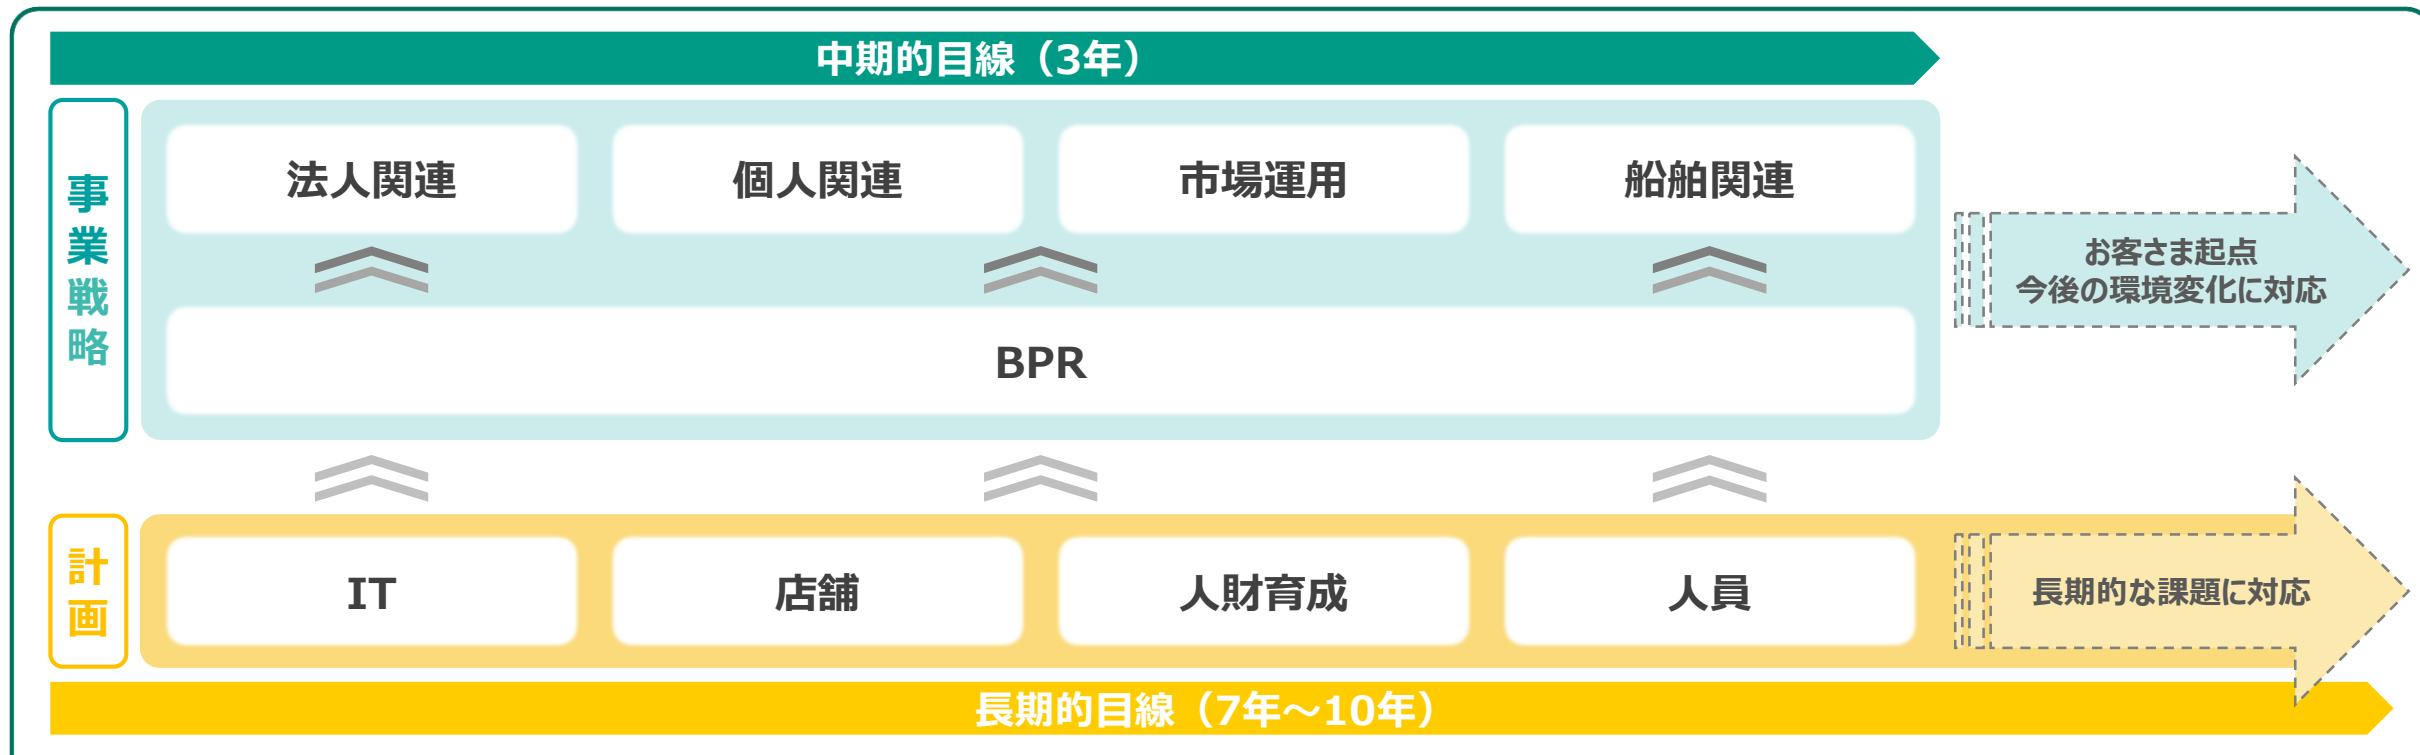 中期的目線（3年）
事業戦略
法人関連
個人関連
市場運用
船舶関連
BPR
お客さま起点
今後の環境変化に対応
計画
IT
店舗
人財育成
人員
長期的な課題に対応
長期的目線（7年～10年）